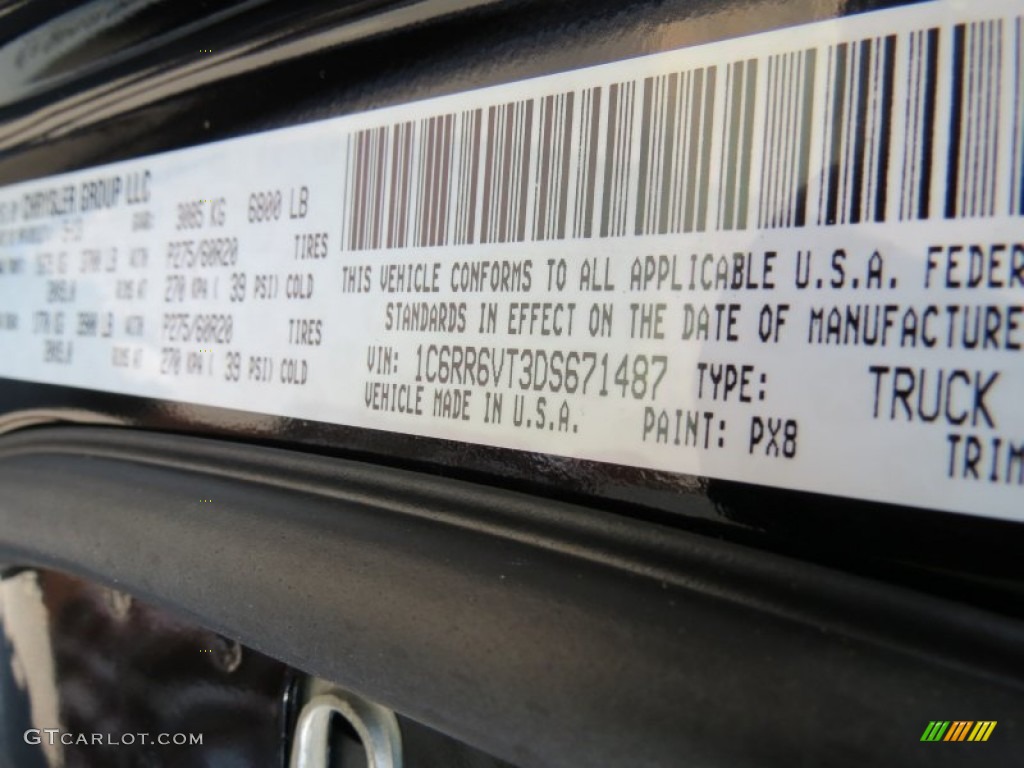 CHRYSLER GROUP LLC
3085 KG 6800 LB
P275/60R20 TIRES
270 KPA ( 39 PSI) COLD
P275/60R20 TIRES
270 KPA ( 39 PSI) COLD
THIS VEHICLE CONFORMS TO ALL APPLICABLE U.S.A. FEDER
STANDARDS IN EFFECT ON THE DATE OF MANUFACTURE
VIN: 1C6RR6VT3DS671487 TYPE: TRUCK
VEHICLE MADE IN U.S.A. PAINT: PX8
TRIM
GTCARLOT.COM